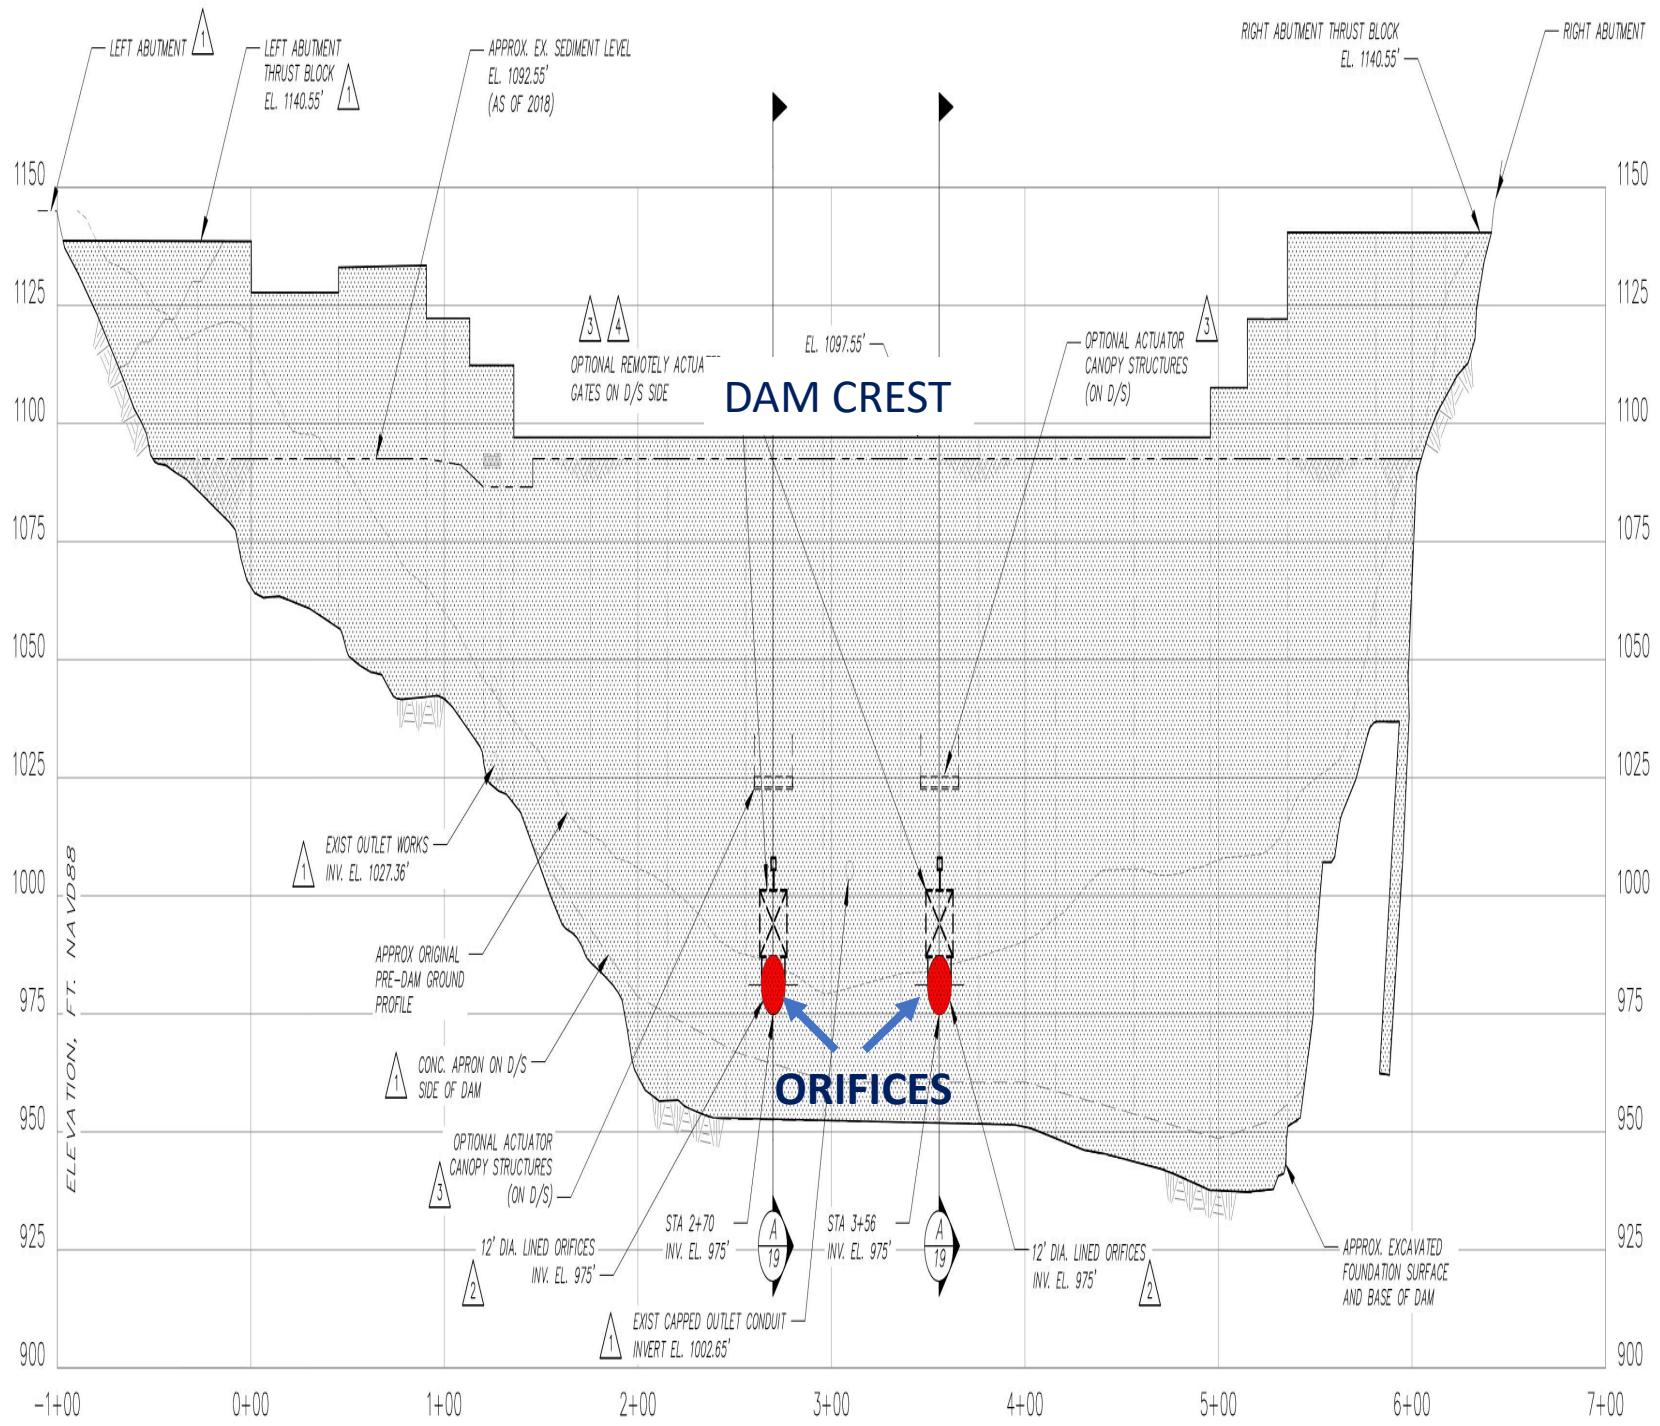 LEFT ABUTMENT
1
LEFT ABUTMENT
THRUST BLOCK
EL. 1140.55'
1
APPROX. EX. SEDIMENT LEVEL
EL. 1092.55'
(AS OF 2018)
RIGHT ABUTMENT THRUST BLOCK
EL. 1140.55'
RIGHT ABUTMENT
1150
1150
1125
1125
3
4
OPTIONAL REMOTELY
GATES ON D/S SIDE
EL. 1097.55'
OPTIONAL ACTUATOR
CANOPY STRUCTURES
(ON D/S)
3
DAM CREST
1100
1100
1075
1075
1050
1050
1025
1025
1
EXIST OUTLET WORKS
INV. EL. 1027.36'
1000
1000
APPROX ORIGINAL
PRE-DAM GROUND
PROFILE
975
975
ELEVATION, FT. NAVD88
1
CONC. APRON ON D/S
SIDE OF DAM
ORIFICES
950
950
OPTIONAL ACTUATOR
CANOPY STRUCTURES
(ON D/S)
3
STA 2+70
INV. EL. 975'
A
19
STA 3+56
INV. EL. 975'
A
19
925
925
12' DIA. LINED ORIFICES
INV. EL. 975'
2
12' DIA. LINED ORIFICES
INV. EL. 975'
2
APPROX. EXCAVATED
FOUNDATION SURFACE
AND BASE OF DAM
1
EXIST CAPPED OUTLET CONDUIT
INVERT EL. 1002.65'
900
900
-1+00
0+00
1+00
2+00
3+00
4+00
5+00
6+00
7+00